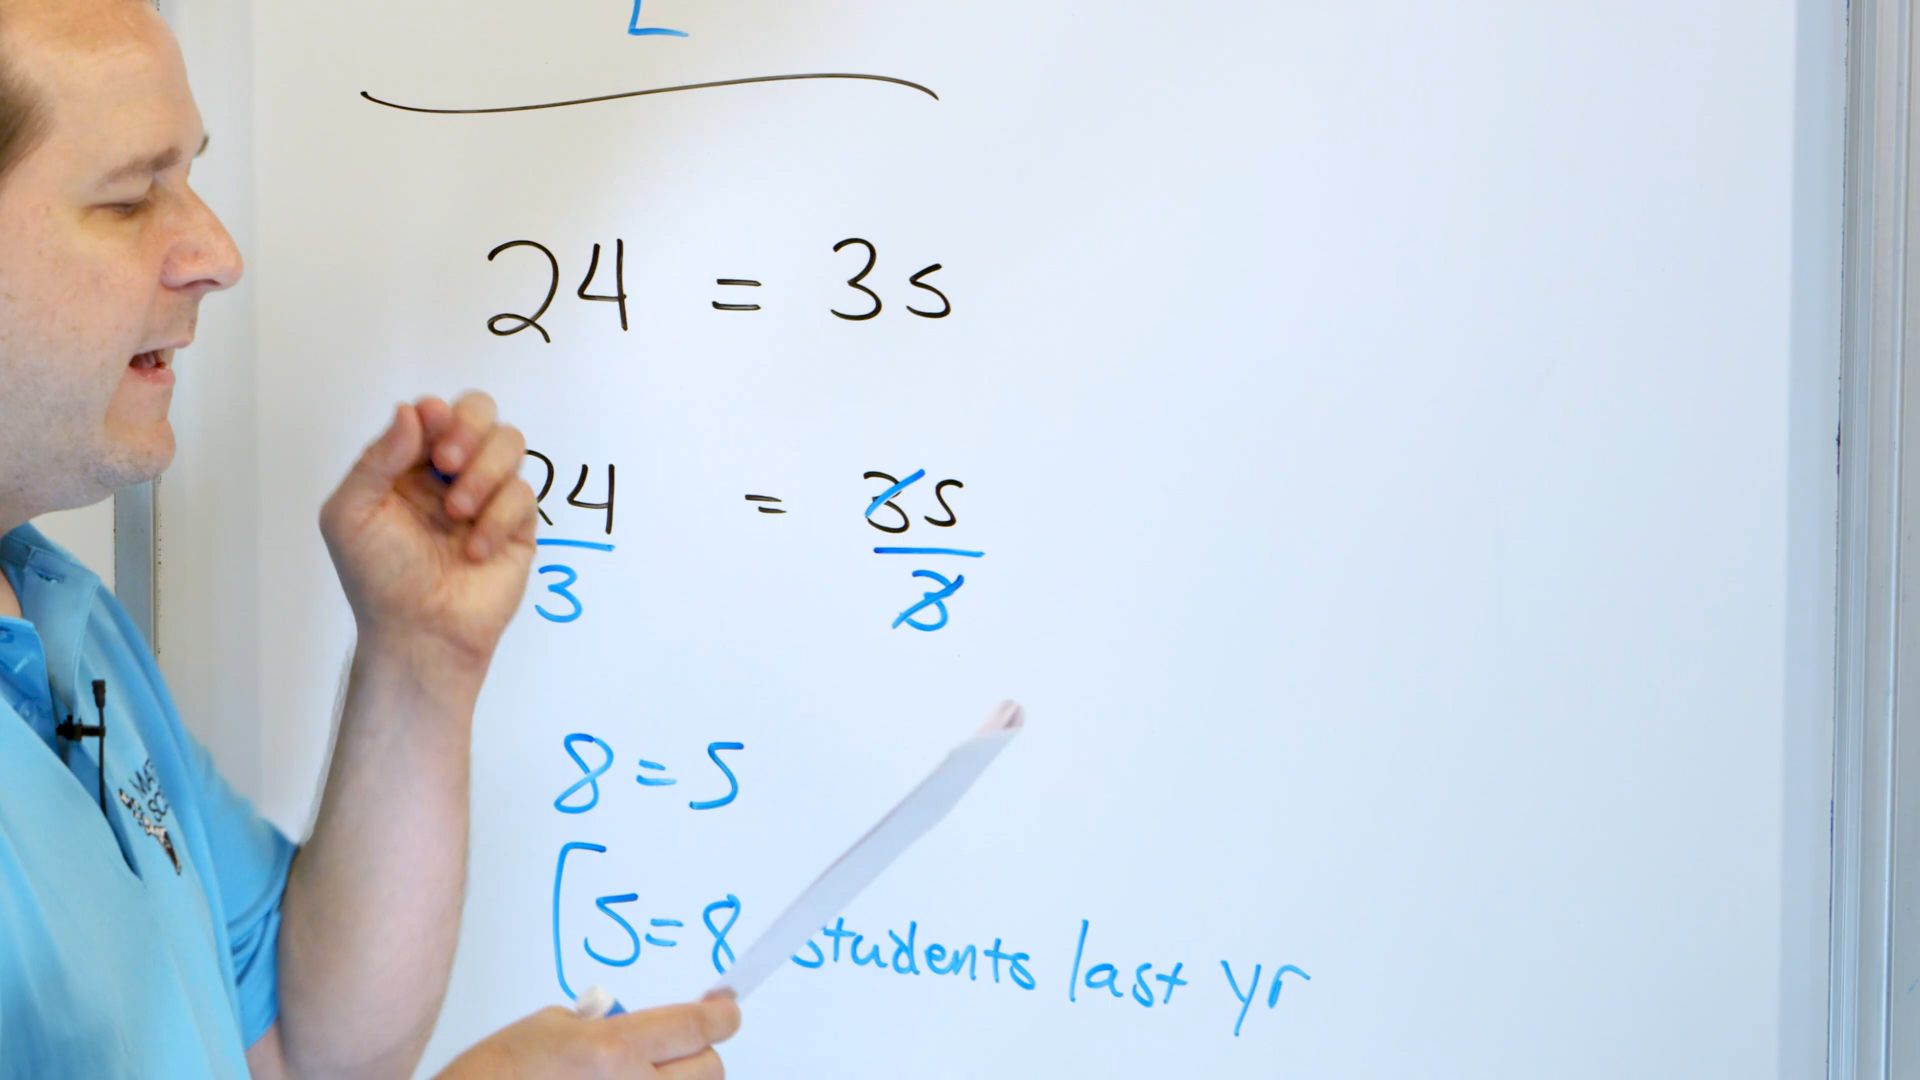 24 = 3s
24 = 3s
3 3
8 = s
s = 8 students last yr